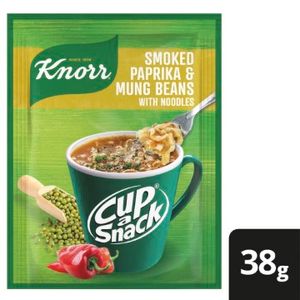 Knorr
SMOKED
PAPRIKA &
MUNG BEANS
WITH NOODLES
Cup
a
Snack
38g